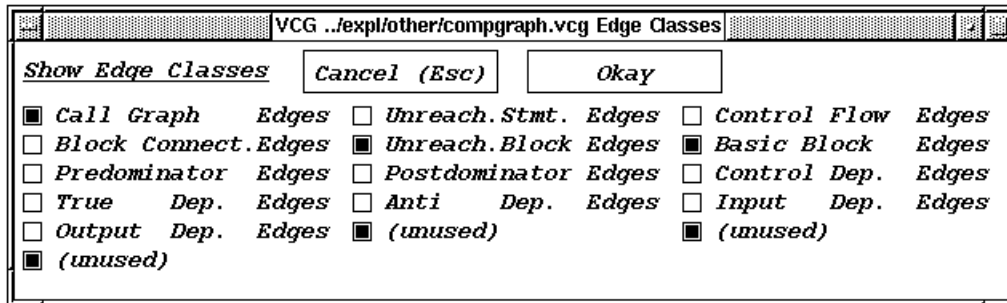 VCG ../expl/other/compgraph.vcg Edge Classes
Show Edge Classes Cancel (Esc) Okay
Call Graph Edges Unreach.Stmt. Edges Control Flow Edges
Block Connect.Edges Unreach.Block Edges Basic Block Edges
Predominator Edges Postdominator Edges Control Dep. Edges
True Dep. Edges Anti Dep. Edges Input Dep. Edges
Output Dep. Edges (unused) (unused)
(unused)